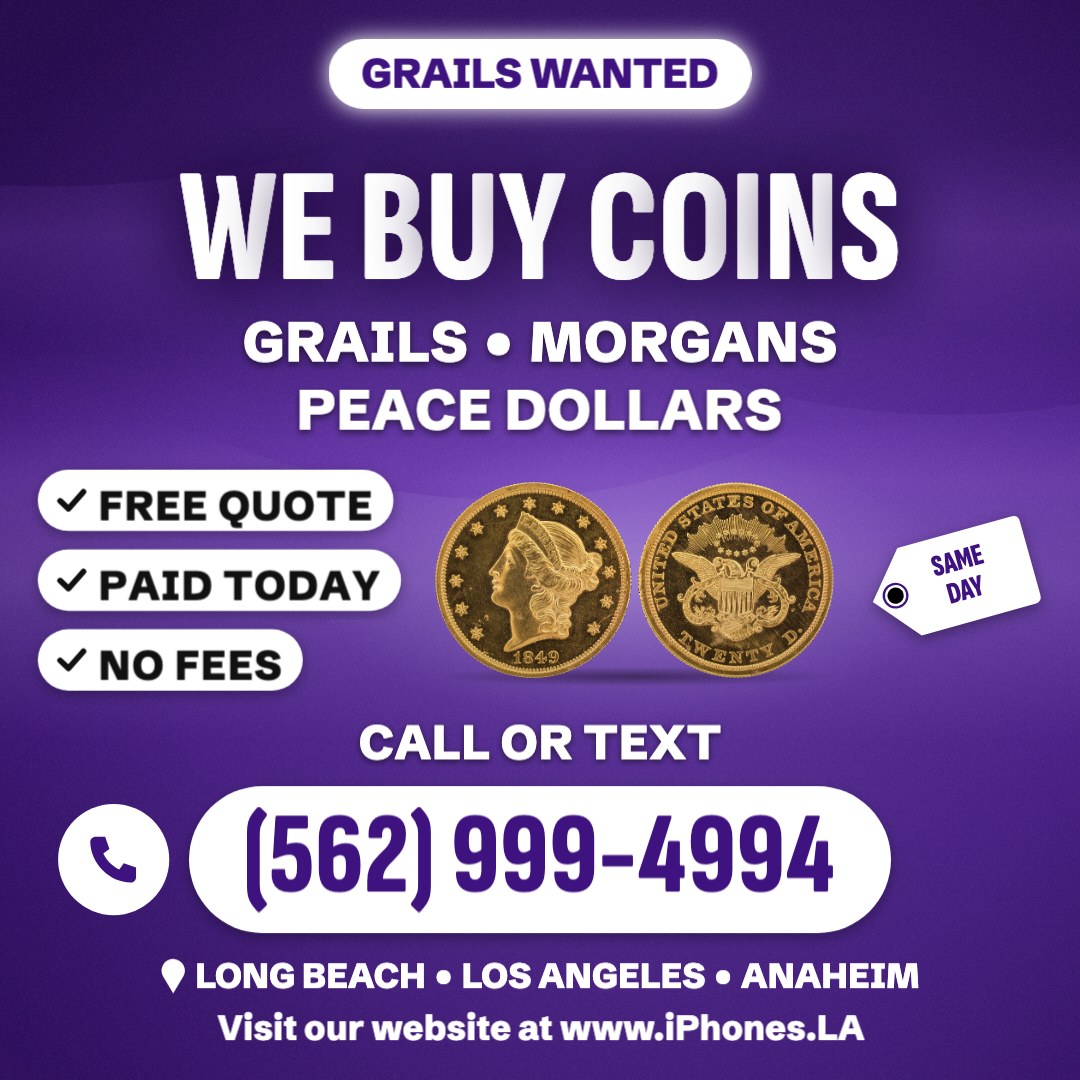 GRAILS WANTED
WE BUY COINS
GRAILS • MORGANS
PEACE DOLLARS
✓ FREE QUOTE
✓ PAID TODAY
✓ NO FEES
1849
UNITED STATES OF AMERICA
TWENTY D.
SAME
DAY
CALL OR TEXT
(562) 999-4994
LONG BEACH • LOS ANGELES • ANAHEIM
Visit our website at www.iPhones.LA